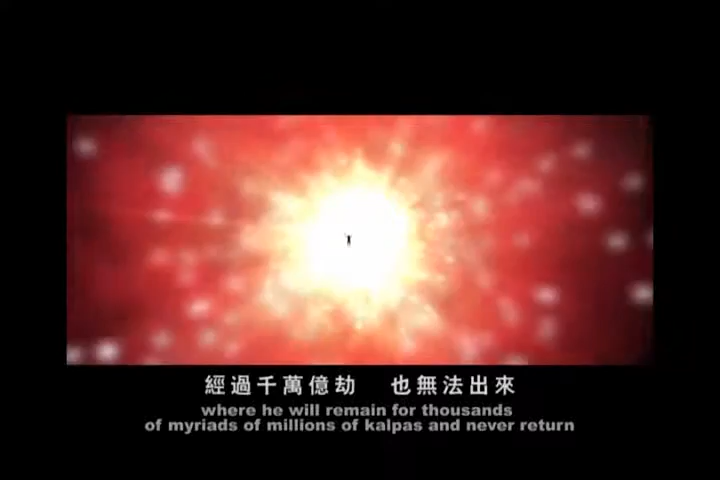 經過千萬億劫　也無法出來
where he will remain for thousands
of myriads of millions of kalpas and never return